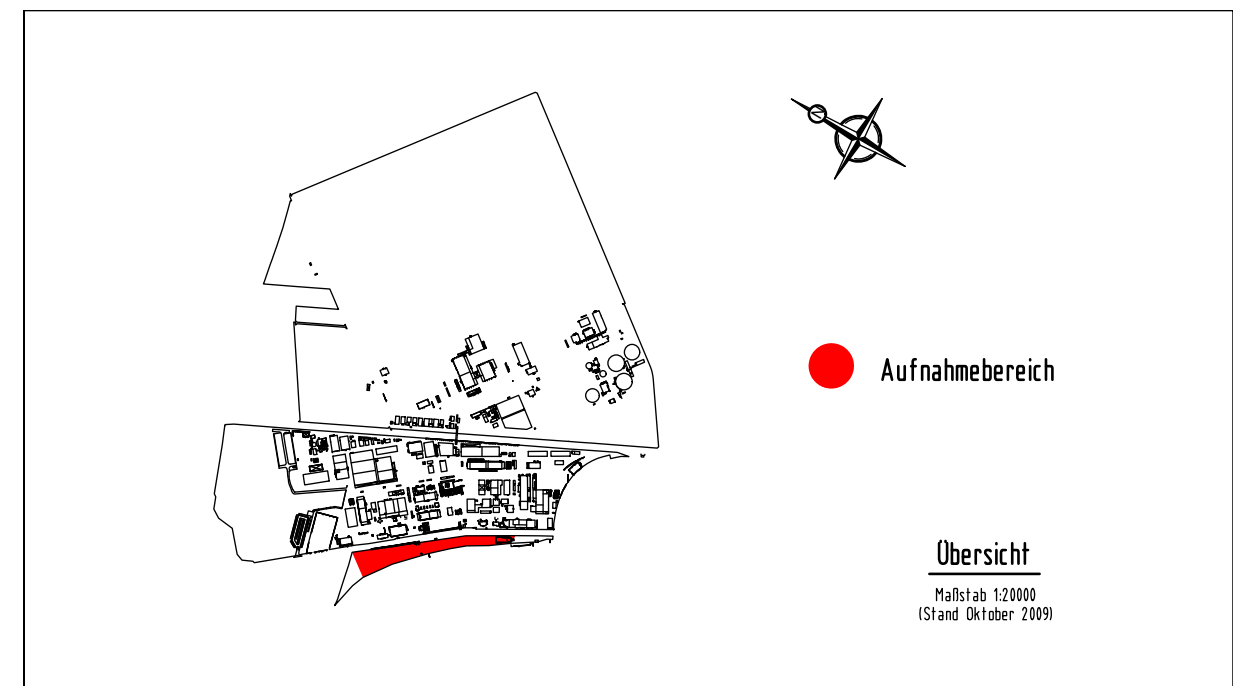 N
Aufnahmebereich
Übersicht
Maßstab 1:20000
(Stand Oktober 2009)